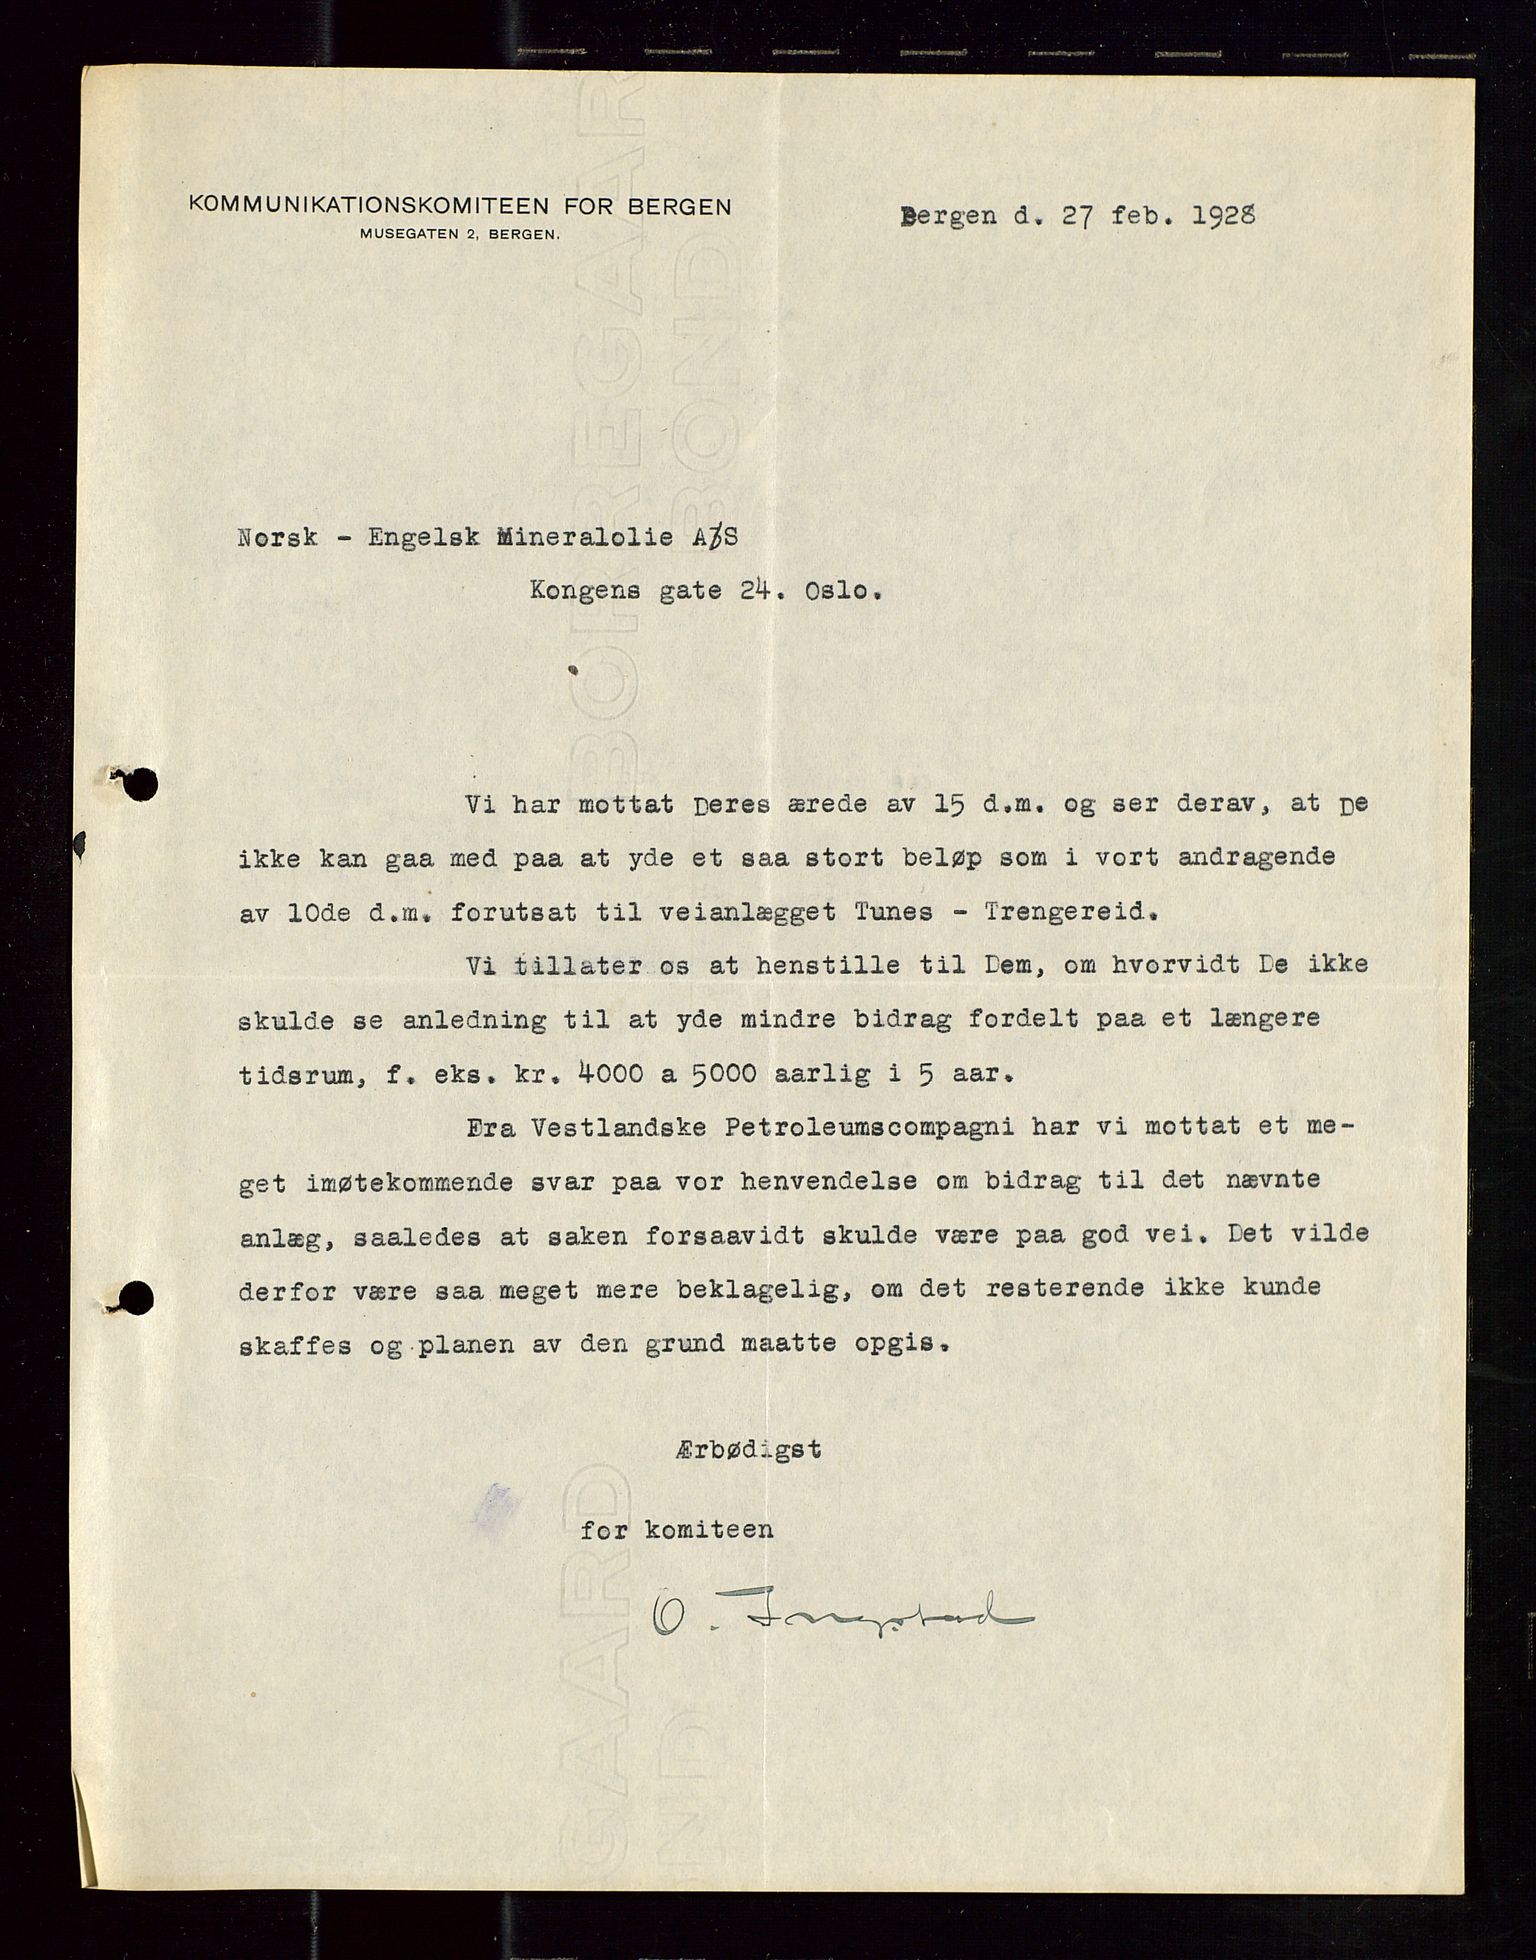 KOMMUNIKATIONSKOMITEEN FOR BERGEN
MUSEGATEN 2, BERGEN.
Bergen d. 27 feb. 1928
Norsk - Engelsk Mineralolie A/S
Kongens gate 24. Oslo.
Vi har mottat Deres ærede av 15 d.m. og ser derav, at De
ikke kan gaa med paa at yde et saa stort beløp som i vort andragende
av 10de d.m. forutsat til veianlægget Tunes - Trengereid.
Vi tillater os at henstille til Dem, om hvorvidt De ikke
skulde se anledning til at yde mindre bidrag fordelt paa et længere
tidsrum, f. eks. kr. 4000 a 5000 aarlig i 5 aar.
Fra Vestlandske Petroleumscompagni har vi mottat et me-
get imøtekommende svar paa vor henvendelse om bidrag til det nævnte
anlæg, saaledes at saken forsaavidt skulde være paa god vei. Det vilde
derfor være saa meget mere beklagelig, om det resterende ikke kunde
skaffes og planen av den grund maatte opgis.
Ærbødigst
for komiteen
O. Ingstad
BORREGAARD
BOND
GAARD
ND